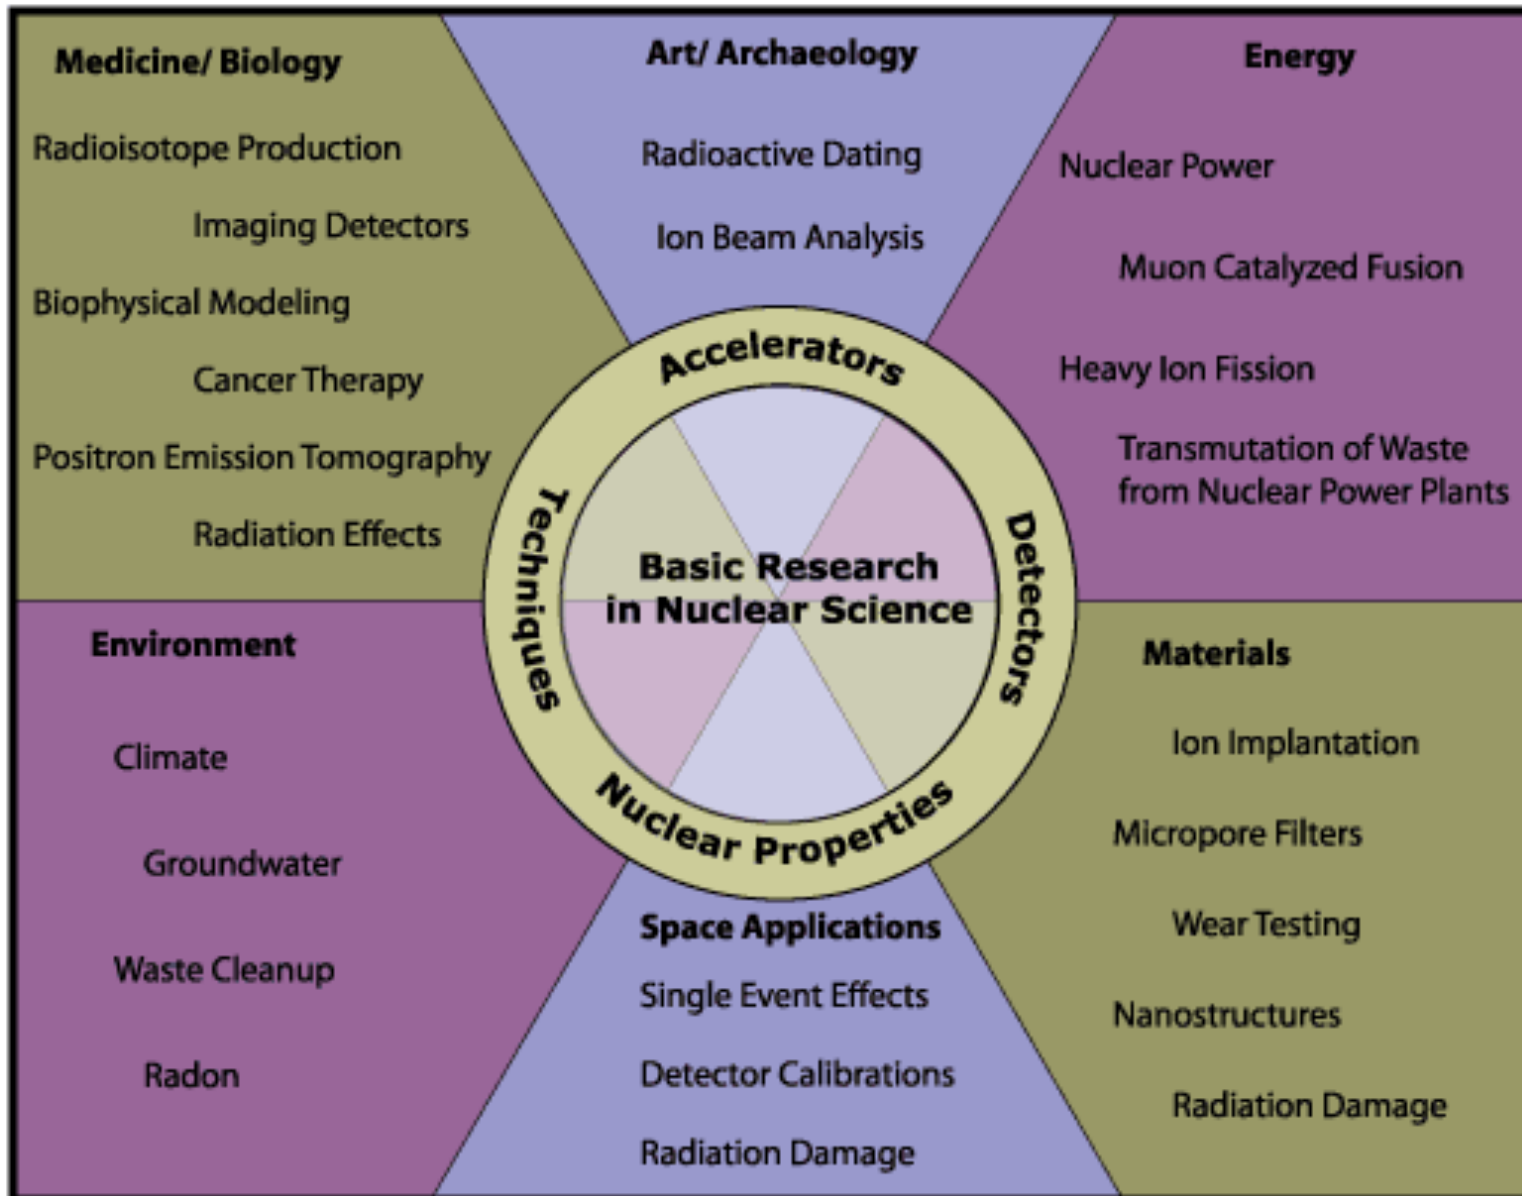 Medicine/ Biology
Radioisotope Production
Imaging Detectors
Biophysical Modeling
Cancer Therapy
Positron Emission Tomography
Radiation Effects
Art/ Archaeology
Radioactive Dating
Ion Beam Analysis
Energy
Nuclear Power
Muon Catalyzed Fusion
Heavy Ion Fission
Transmutation of Waste
from Nuclear Power Plants
Accelerators
Techniques
Detectors
Nuclear Properties
Basic Research
in Nuclear Science
Environment
Climate
Groundwater
Waste Cleanup
Radon
Space Applications
Single Event Effects
Detector Calibrations
Radiation Damage
Materials
Ion Implantation
Micropore Filters
Wear Testing
Nanostructures
Radiation Damage